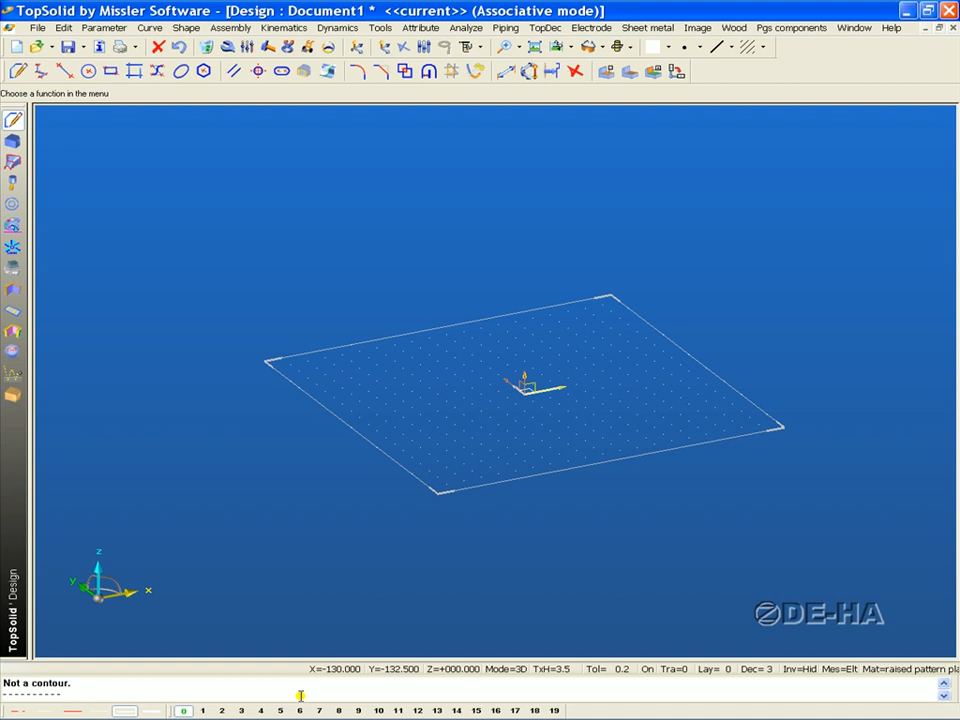 TopSolid by Missler Software - [Design : Document1 *  <<current>> (Associative mode)]
File Edit Parameter Curve Shape Assembly Kinematics Dynamics Tools Attribute Analyze Piping TopDec Electrode Sheet metal Image Wood Pgs components Window Help
Choose a function in the menu
z
y
x
TopSolid'Design
DE-HA
X=-130.000 Y=-132.500 Z=+000.000 Mode=3D TxH=3.5 Tol= 0.2 On Tra=0 Lay= 0 Dec= 3 Inv=Hid Mes=Elt Mat=raised pattern pla
Not a contour.
----------
0 1 2 3 4 5 6 7 8 9 10 11 12 13 14 15 16 17 18 19